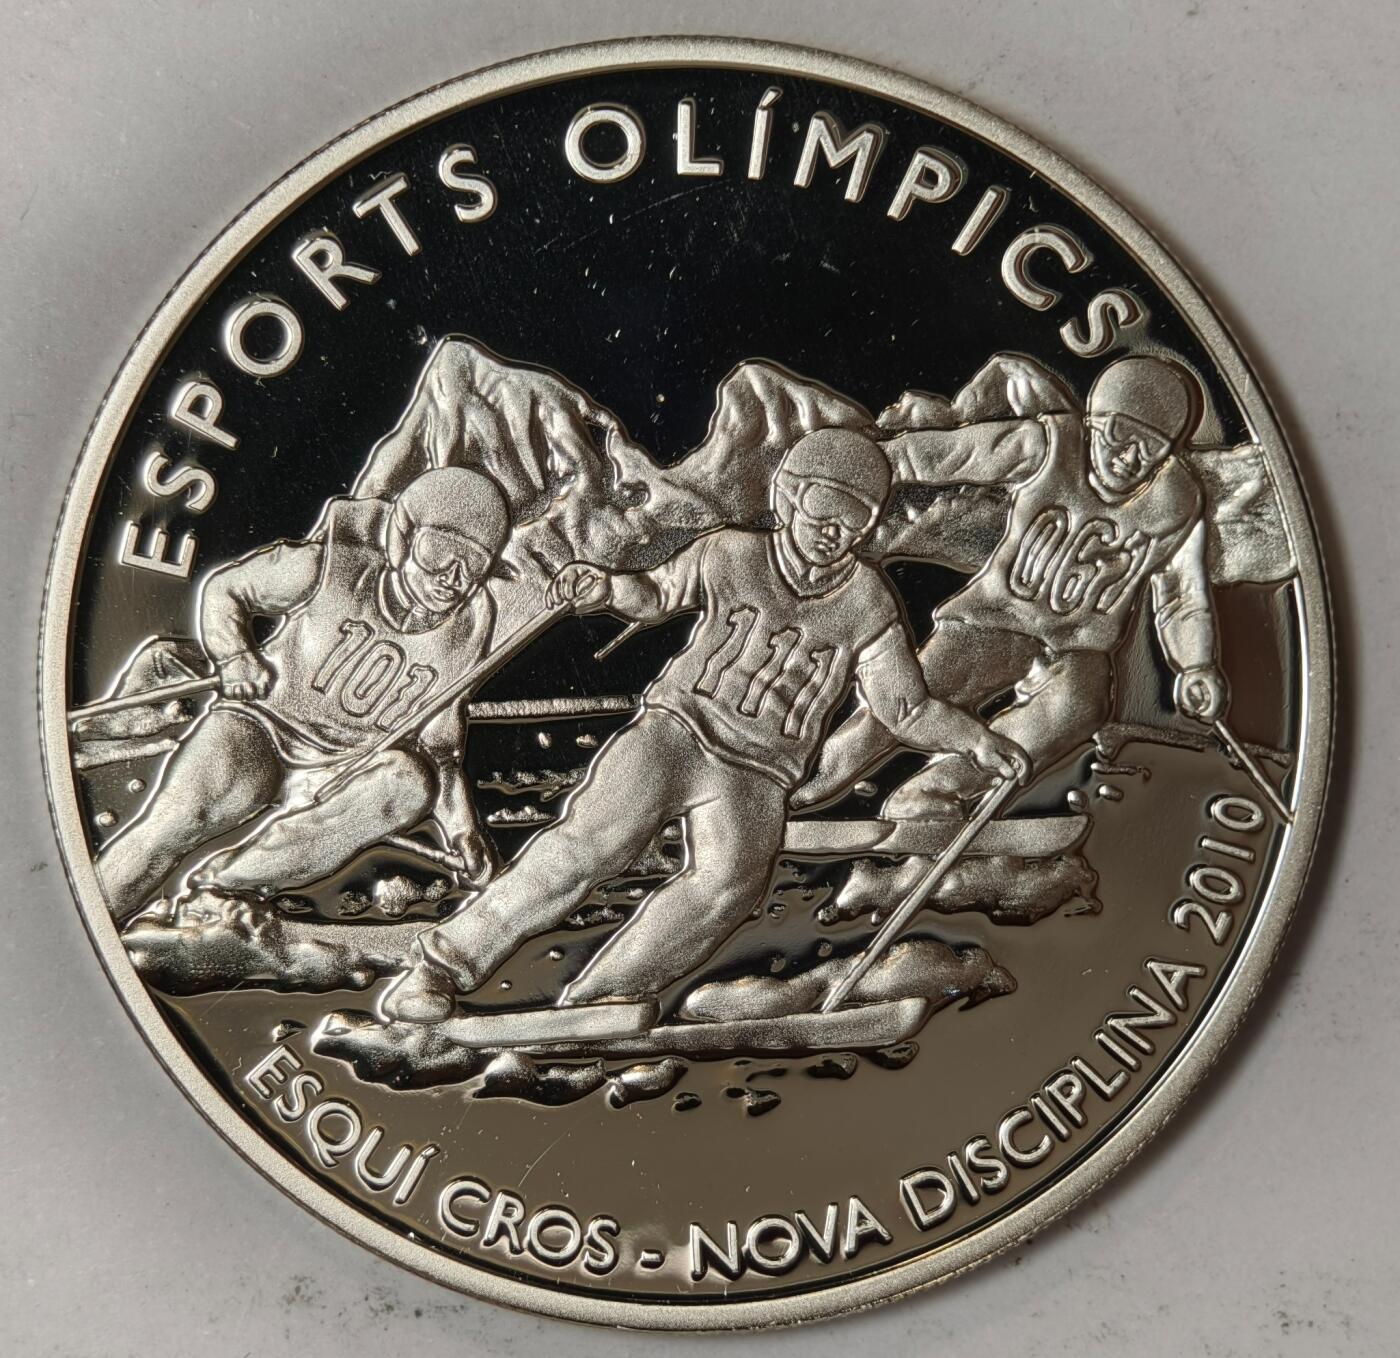 ESPORTS OLÍMPICS
101
111
061
ESQUÍ CROS - NOVA DISCIPLINA 2010